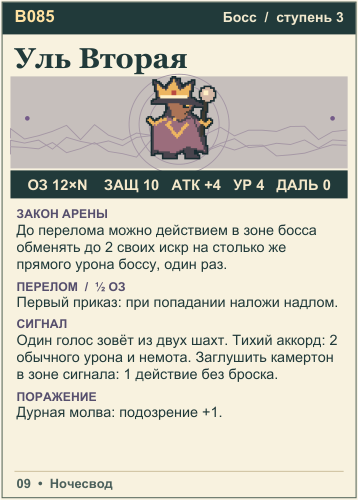 B085
Босс / ступень 3
Уль Вторая
ОЗ 12×N ЗАЩ 10 АТК +4 УР 4 ДАЛЬ 0
ЗАКОН АРЕНЫ
До перелома можно действием в зоне босса
обменять до 2 своих искр на столько же
прямого урона боссу, один раз.
ПЕРЕЛОМ / ½ ОЗ
Первый приказ: при попадании наложи надлом.
СИГНАЛ
Один голос зовёт из двух шахт. Тихий аккорд: 2
обычного урона и немота. Заглушить камертон
в зоне сигнала: 1 действие без броска.
ПОРАЖЕНИЕ
Дурная молва: подозрение +1.
09 • Ночесвод